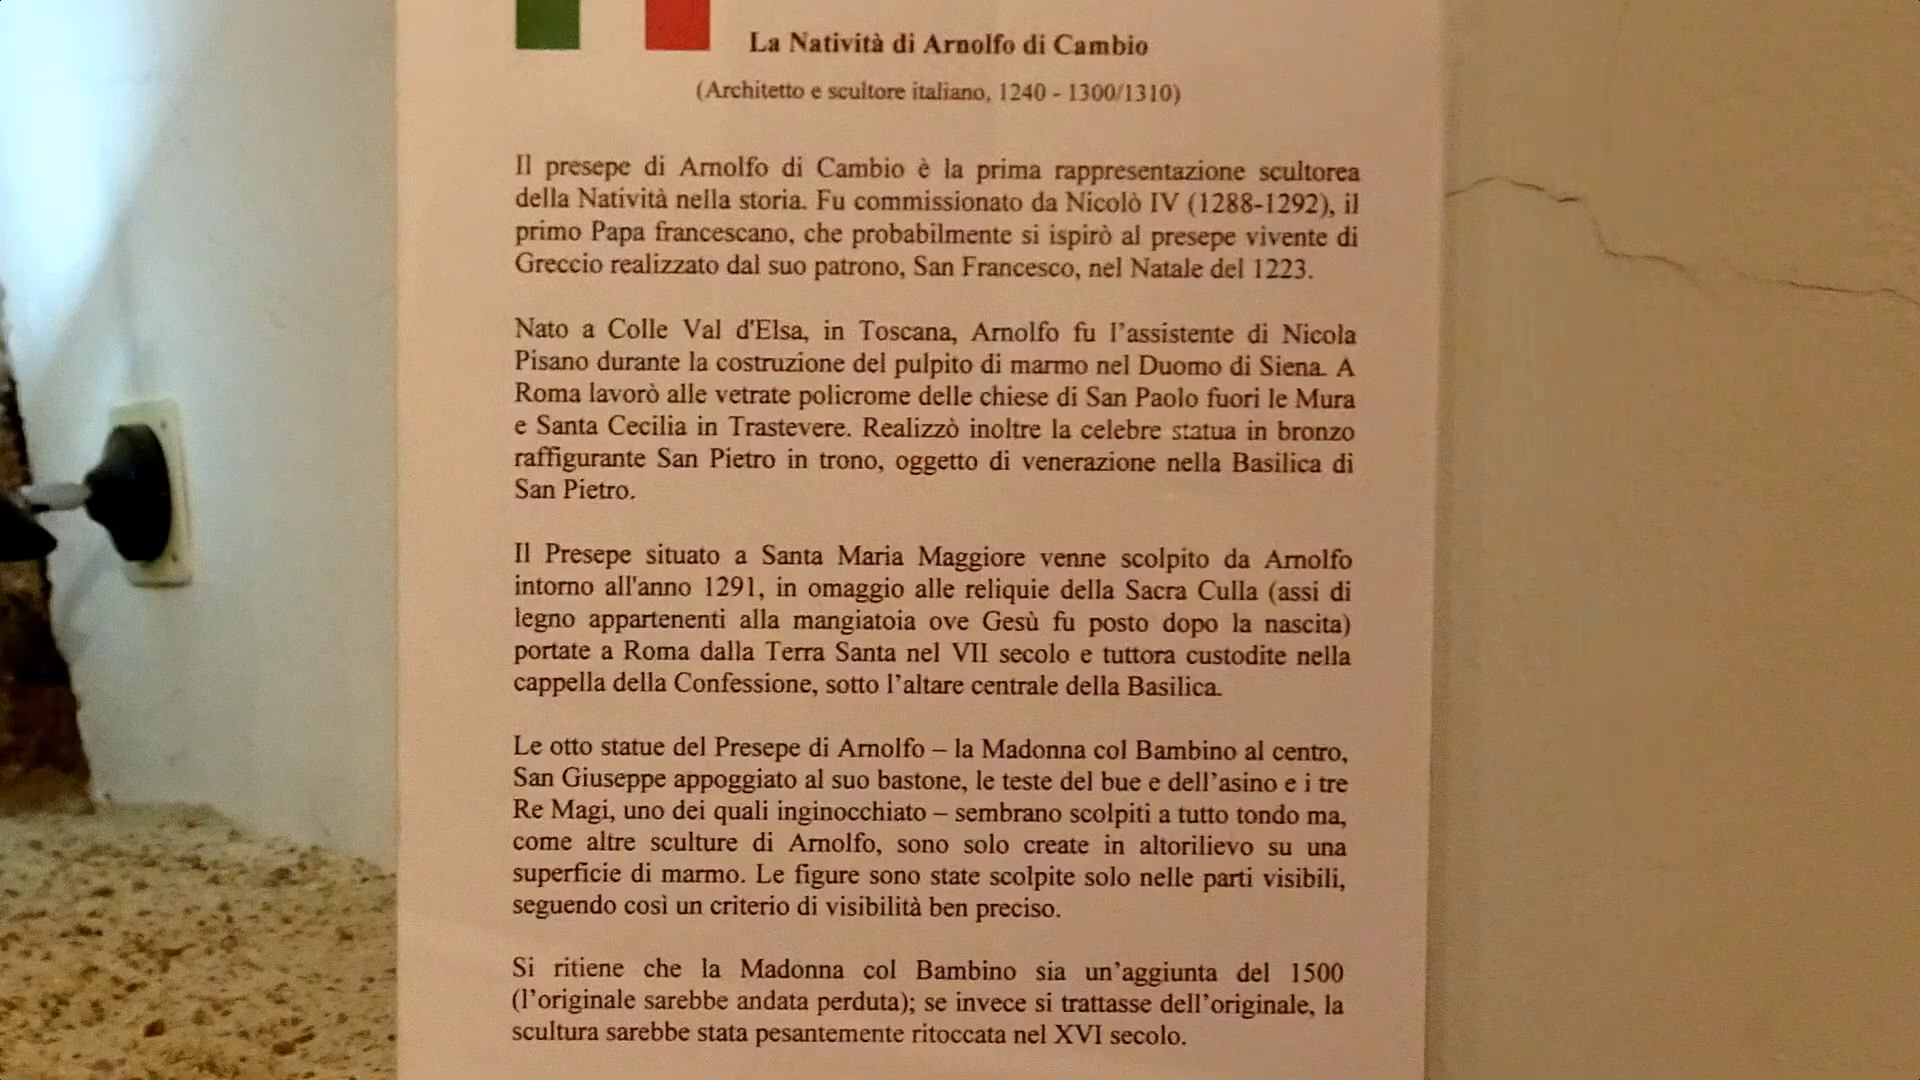 La Natività di Arnolfo di Cambio
(Architetto e scultore italiano, 1240 - 1300/1310)
Il presepe di Arnolfo di Cambio è la prima rappresentazione scultorea
della Natività nella storia. Fu commissionato da Nicolò IV (1288-1292), il
primo Papa francescano, che probabilmente si ispirò al presepe vivente di
Greccio realizzato dal suo patrono, San Francesco, nel Natale del 1223.
Nato a Colle Val d'Elsa, in Toscana, Arnolfo fu l’assistente di Nicola
Pisano durante la costruzione del pulpito di marmo nel Duomo di Siena. A
Roma lavorò alle vetrate policrome delle chiese di San Paolo fuori le Mura
e Santa Cecilia in Trastevere. Realizzò inoltre la celebre statua in bronzo
raffigurante San Pietro in trono, oggetto di venerazione nella Basilica di
San Pietro.
Il Presepe situato a Santa Maria Maggiore venne scolpito da Arnolfo
intorno all'anno 1291, in omaggio alle reliquie della Sacra Culla (assi di
legno appartenenti alla mangiatoia ove Gesù fu posto dopo la nascita)
portate a Roma dalla Terra Santa nel VII secolo e tuttora custodite nella
cappella della Confessione, sotto l’altare centrale della Basilica.
Le otto statue del Presepe di Arnolfo – la Madonna col Bambino al centro,
San Giuseppe appoggiato al suo bastone, le teste del bue e dell’asino e i tre
Re Magi, uno dei quali inginocchiato – sembrano scolpiti a tutto tondo ma,
come altre sculture di Arnolfo, sono solo create in altorilievo su una
superficie di marmo. Le figure sono state scolpite solo nelle parti visibili,
seguendo così un criterio di visibilità ben preciso.
Si ritiene che la Madonna col Bambino sia un’aggiunta del 1500
(l’originale sarebbe andata perduta); se invece si trattasse dell’originale, la
scultura sarebbe stata pesantemente ritoccata nel XVI secolo.